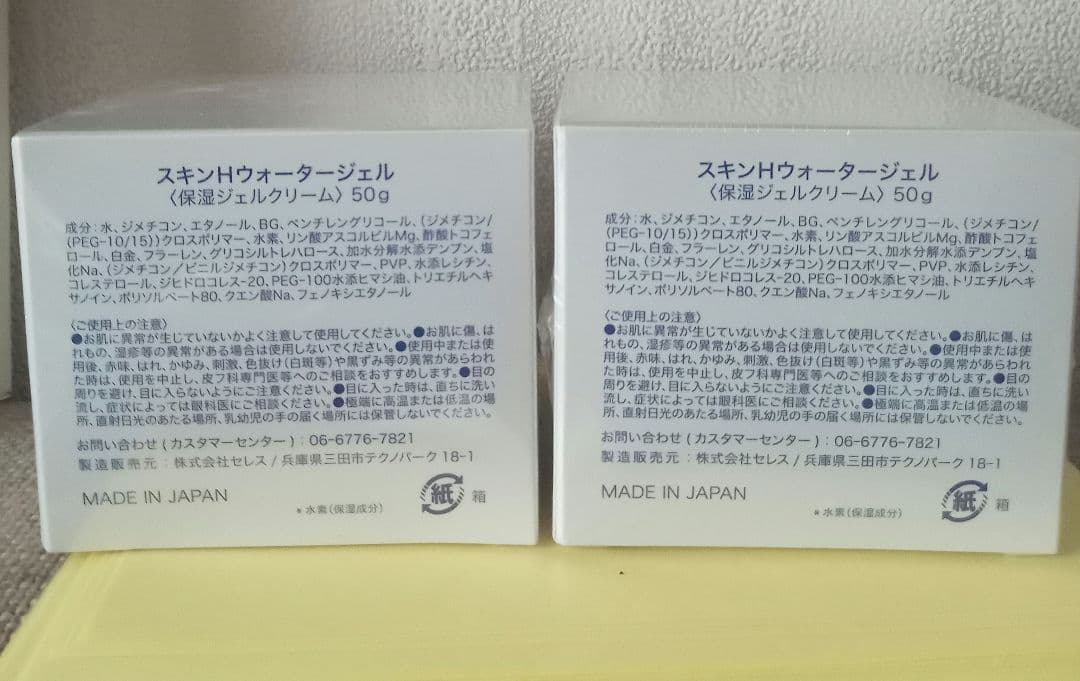 スキンHウォータージェル
〈保湿ジェルクリーム〉50g
成分:水、ジメチコン、エタノール、BG、ペンチレングリコール、(ジメチコン/
(PEG-10/15))クロスポリマー、水素、リン酸アスコルビルMg、酢酸トコフェ
ロール、白金、フラーレン、グリコシルトレハロース、加水分解水添デンプン、塩
化Na、(ジメチコン/ビニルジメチコン)クロスポリマー、PVP、水添レシチン、
コレステロール、ジヒドロコレス-20、PEG-100水添ヒマシ油、トリエチルヘキ
サノイン、ポリソルベート80、クエン酸Na、フェノキシエタノール
〈ご使用上の注意〉
●お肌に異常が生じていないかよく注意して使用してください。●お肌に傷、は
れもの、湿疹等の異常がある場合は使用しないでください。●使用中または使
用後、赤味、はれ、かゆみ、刺激、色抜け(白斑等)や黒ずみ等の異常があらわれ
た時は、使用を中止し、皮フ科専門医等へのご相談をおすすめします。●目の
周りを避け、目に入らないようにご注意ください。●目に入った時は、直ちに洗い
流し、症状によっては眼科医にご相談ください。●極端に高温または低温の場
所、直射日光のあたる場所、乳幼児の手の届く場所には保管しないでください。
お問い合わせ(カスタマーセンター):06-6776-7821
製造販売元:株式会社セレス/兵庫県三田市テクノパーク18-1
MADE IN JAPAN
紙 箱
*水素(保湿成分)
スキンHウォータージェル
〈保湿ジェルクリーム〉50g
成分:水、ジメチコン、エタノール、BG、ペンチレングリコール、(ジメチコン/
(PEG-10/15))クロスポリマー、水素、リン酸アスコルビルMg、酢酸トコフェ
ロール、白金、フラーレン、グリコシルトレハロース、加水分解水添デンプン、塩
化Na、(ジメチコン/ビニルジメチコン)クロスポリマー、PVP、水添レシチン、
コレステロール、ジヒドロコレス-20、PEG-100水添ヒマシ油、トリエチルヘキ
サノイン、ポリソルベート80、クエン酸Na、フェノキシエタノール
〈ご使用上の注意〉
●お肌に異常が生じていないかよく注意して使用してください。●お肌に傷、は
れもの、湿疹等の異常がある場合は使用しないでください。●使用中または使
用後、赤味、はれ、かゆみ、刺激、色抜け(白斑等)や黒ずみ等の異常があらわれ
た時は、使用を中止し、皮フ科専門医等へのご相談をおすすめします。●目の
周りを避け、目に入らないようにご注意ください。●目に入った時は、直ちに洗い
流し、症状によっては眼科医にご相談ください。●極端に高温または低温の場
所、直射日光のあたる場所、乳幼児の手の届く場所には保管しないでください。
お問い合わせ(カスタマーセンター):06-6776-7821
製造販売元:株式会社セレス/兵庫県三田市テクノパーク18-1
MADE IN JAPAN
紙 箱
*水素(保湿成分)